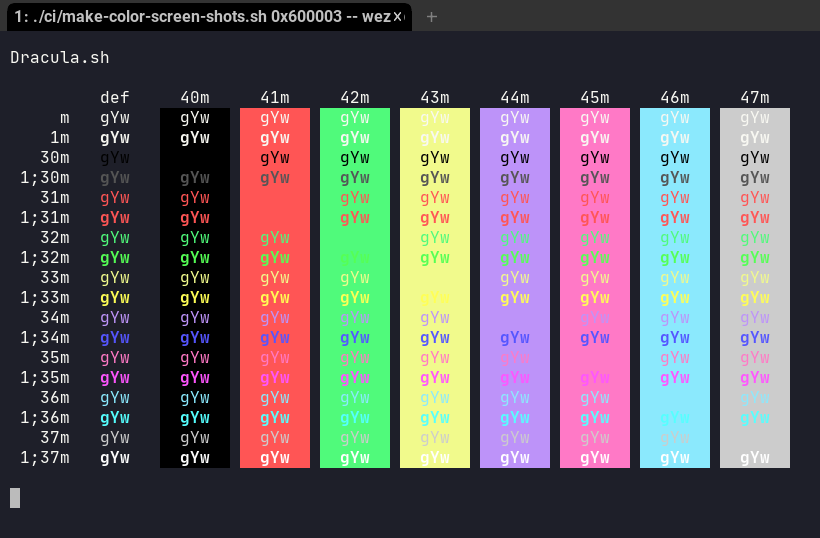 1: ./ci/make-color-screen-shots.sh 0x600003 -- wez× +
Dracula.sh
def 40m 41m 42m 43m 44m 45m 46m 47m
m gYw gYw gYw gYw gYw gYw gYw gYw gYw
1m gYw gYw gYw gYw gYw gYw gYw gYw gYw
30m gYw gYw gYw gYw gYw gYw gYw gYw
1;30m gYw gYw gYw gYw gYw gYw gYw gYw gYw
31m gYw gYw gYw gYw gYw gYw gYw gYw
1;31m gYw gYw gYw gYw gYw gYw gYw gYw
32m gYw gYw gYw gYw gYw gYw gYw gYw
1;32m gYw gYw gYw gYw gYw gYw gYw gYw gYw
33m gYw gYw gYw gYw gYw gYw gYw gYw
1;33m gYw gYw gYw gYw gYw gYw gYw gYw gYw
34m gYw gYw gYw gYw gYw gYw gYw gYw
1;34m gYw gYw gYw gYw gYw gYw gYw gYw gYw
35m gYw gYw gYw gYw gYw gYw gYw gYw
1;35m gYw gYw gYw gYw gYw gYw gYw gYw gYw
36m gYw gYw gYw gYw gYw gYw gYw gYw
1;36m gYw gYw gYw gYw gYw gYw gYw gYw gYw
37m gYw gYw gYw gYw gYw gYw gYw gYw
1;37m gYw gYw gYw gYw gYw gYw gYw gYw gYw